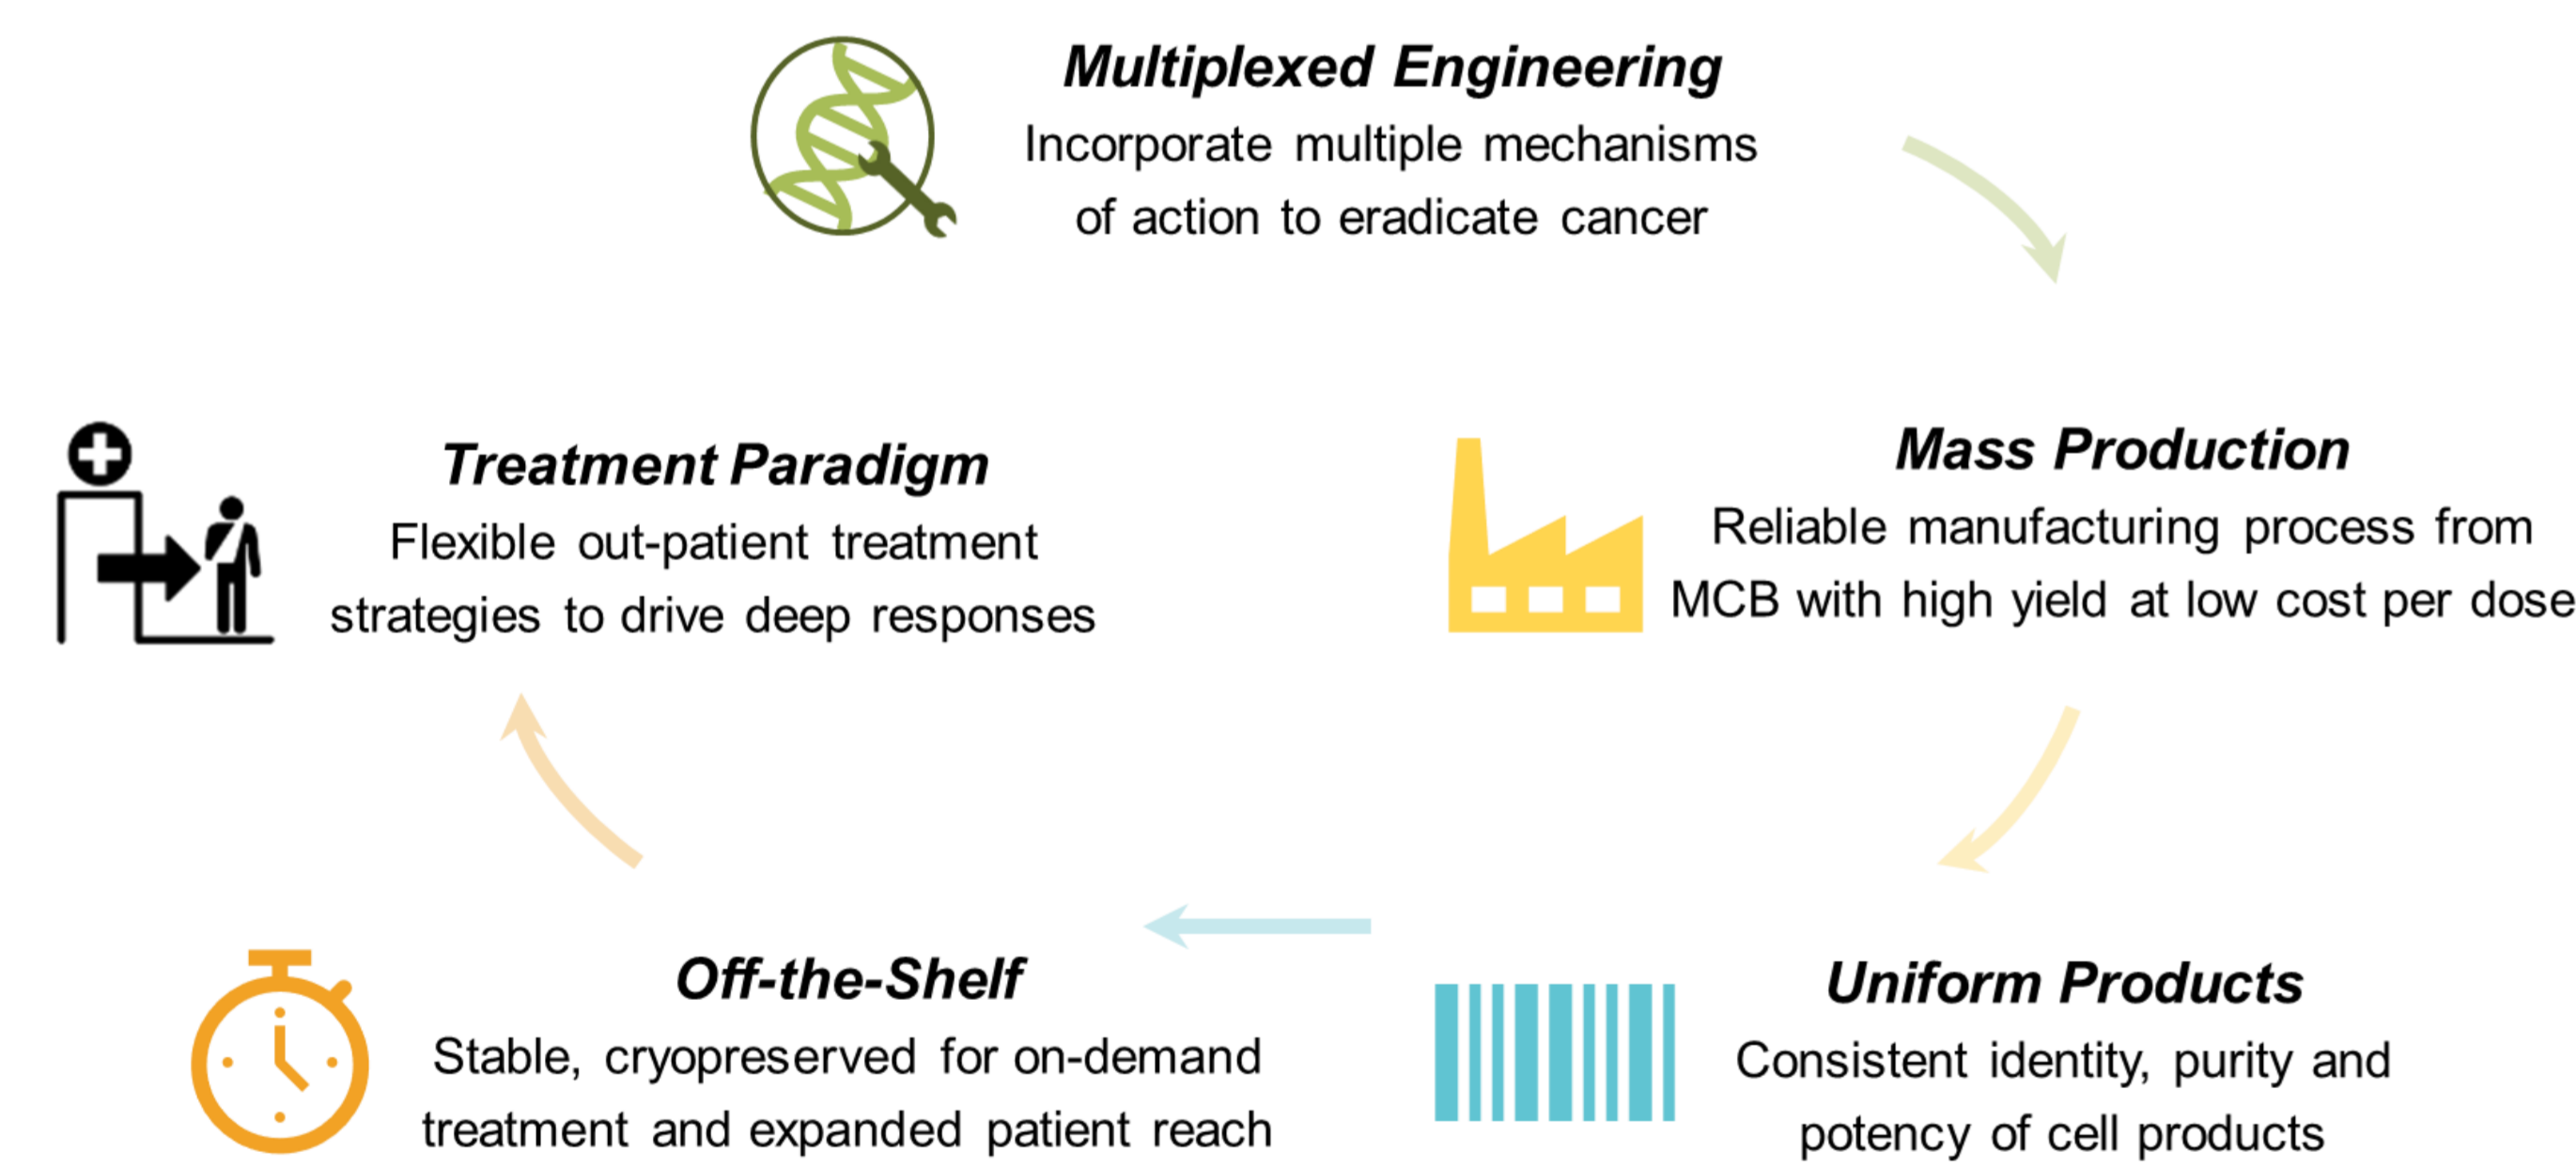 Multiplexed Engineering
Incorporate multiple mechanisms
of action to eradicate cancer
Mass Production
Reliable manufacturing process from
MCB with high yield at low cost per dose
Uniform Products
Consistent identity, purity and
potency of cell products
Off-the-Shelf
Stable, cryopreserved for on-demand
treatment and expanded patient reach
Treatment Paradigm
Flexible out-patient treatment
strategies to drive deep responses